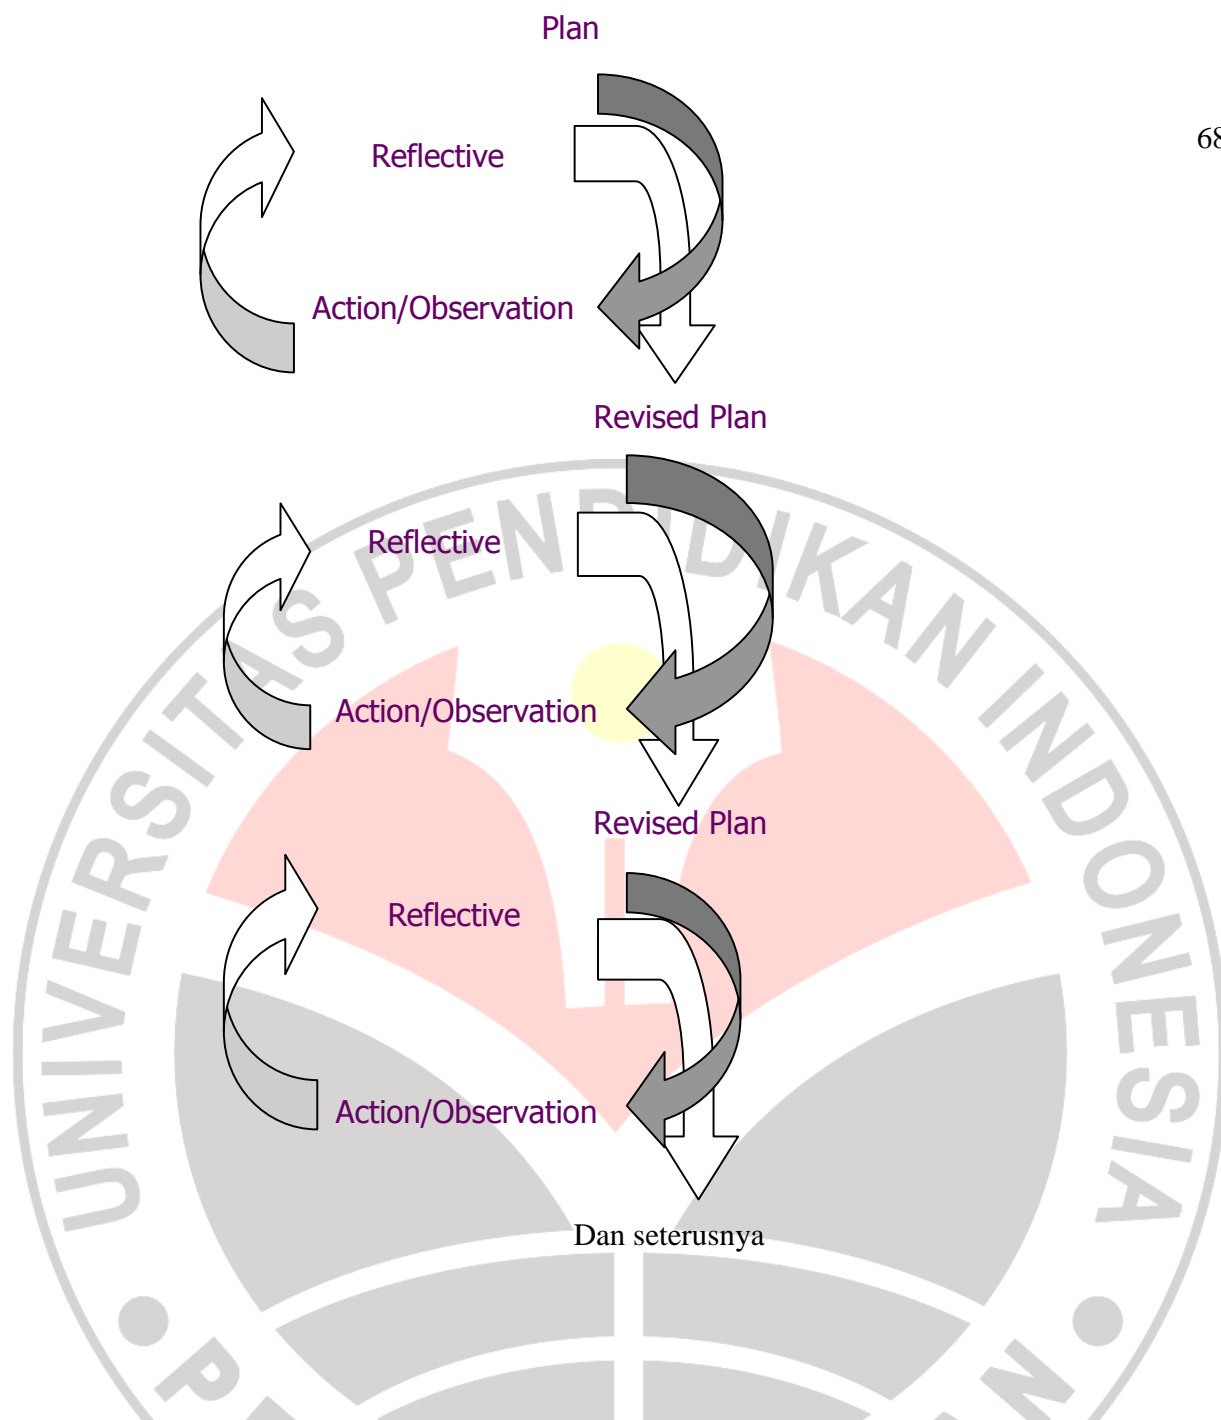 Plan
68
Reflective
Action/Observation
Revised Plan
Reflective
Action/Observation
Revised Plan
Reflective
Action/Observation
Dan seterusnya
UNIVERSITAS PENDIDIKAN INDONESIA